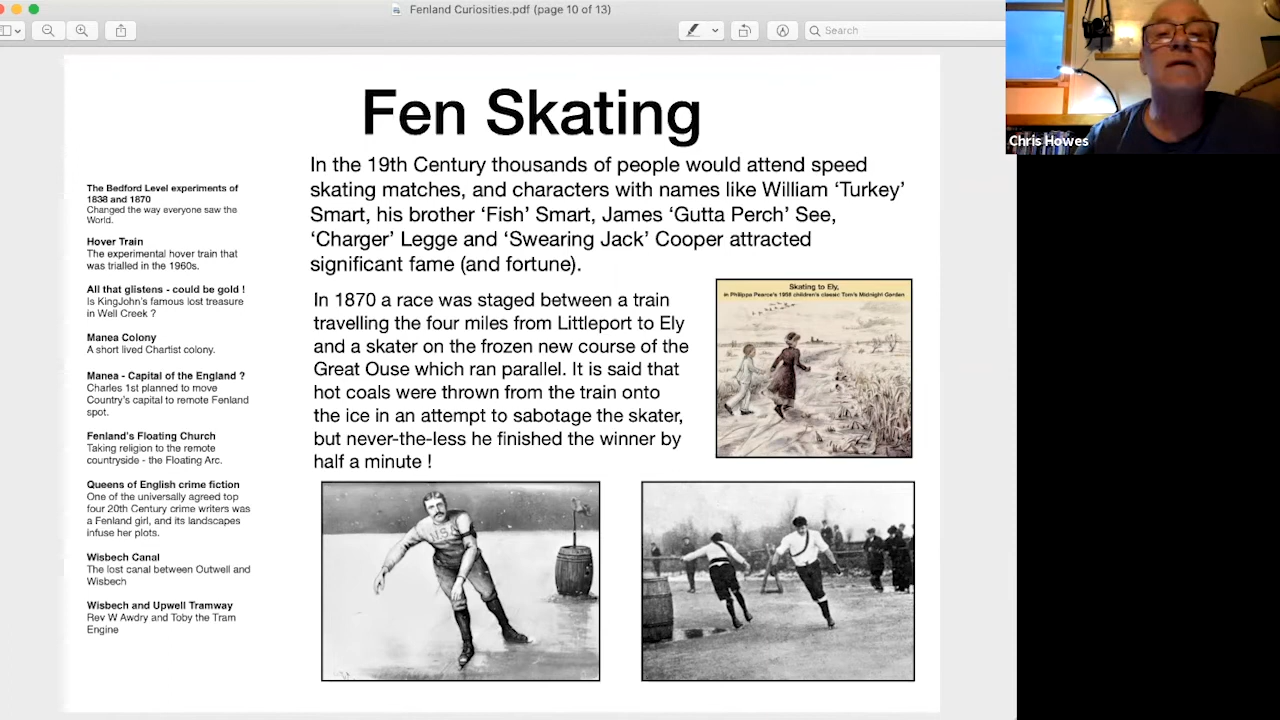 Fenland Curiosities.pdf (page 10 of 13)
Search
Chris Howes
Fen Skating
In the 19th Century thousands of people would attend speed
skating matches, and characters with names like William ‘Turkey’
Smart, his brother ‘Fish’ Smart, James ‘Gutta Perch’ See,
‘Charger’ Legge and ‘Swearing Jack’ Cooper attracted
significant fame (and fortune).
The Bedford Level experiments of
1838 and 1870
Changed the way everyone saw the
World.
Hover Train
The experimental hover train that
was trialled in the 1960s.
All that glistens - could be gold !
Is KingJohn's famous lost treasure
in Well Creek ?
Manea Colony
A short lived Chartist colony.
Manea - Capital of the England ?
Charles 1st planned to move
Country's capital to remote Fenland
spot.
Fenland's Floating Church
Taking religion to the remote
countryside - the Floating Arc.
Queens of English crime fiction
One of the universally agreed top
four 20th Century crime writers was
a Fenland girl, and its landscapes
infuse her plots.
Wisbech Canal
The lost canal between Outwell and
Wisbech
Wisbech and Upwell Tramway
Rev W Awdry and Toby the Tram
Engine
In 1870 a race was staged between a train
travelling the four miles from Littleport to Ely
and a skater on the frozen new course of the
Great Ouse which ran parallel. It is said that
hot coals were thrown from the train onto
the ice in an attempt to sabotage the skater,
but never-the-less he finished the winner by
half a minute !
Skating to Ely,
in Philippa Pearce's 1958 children's classic Tom's Midnight Garden
USA